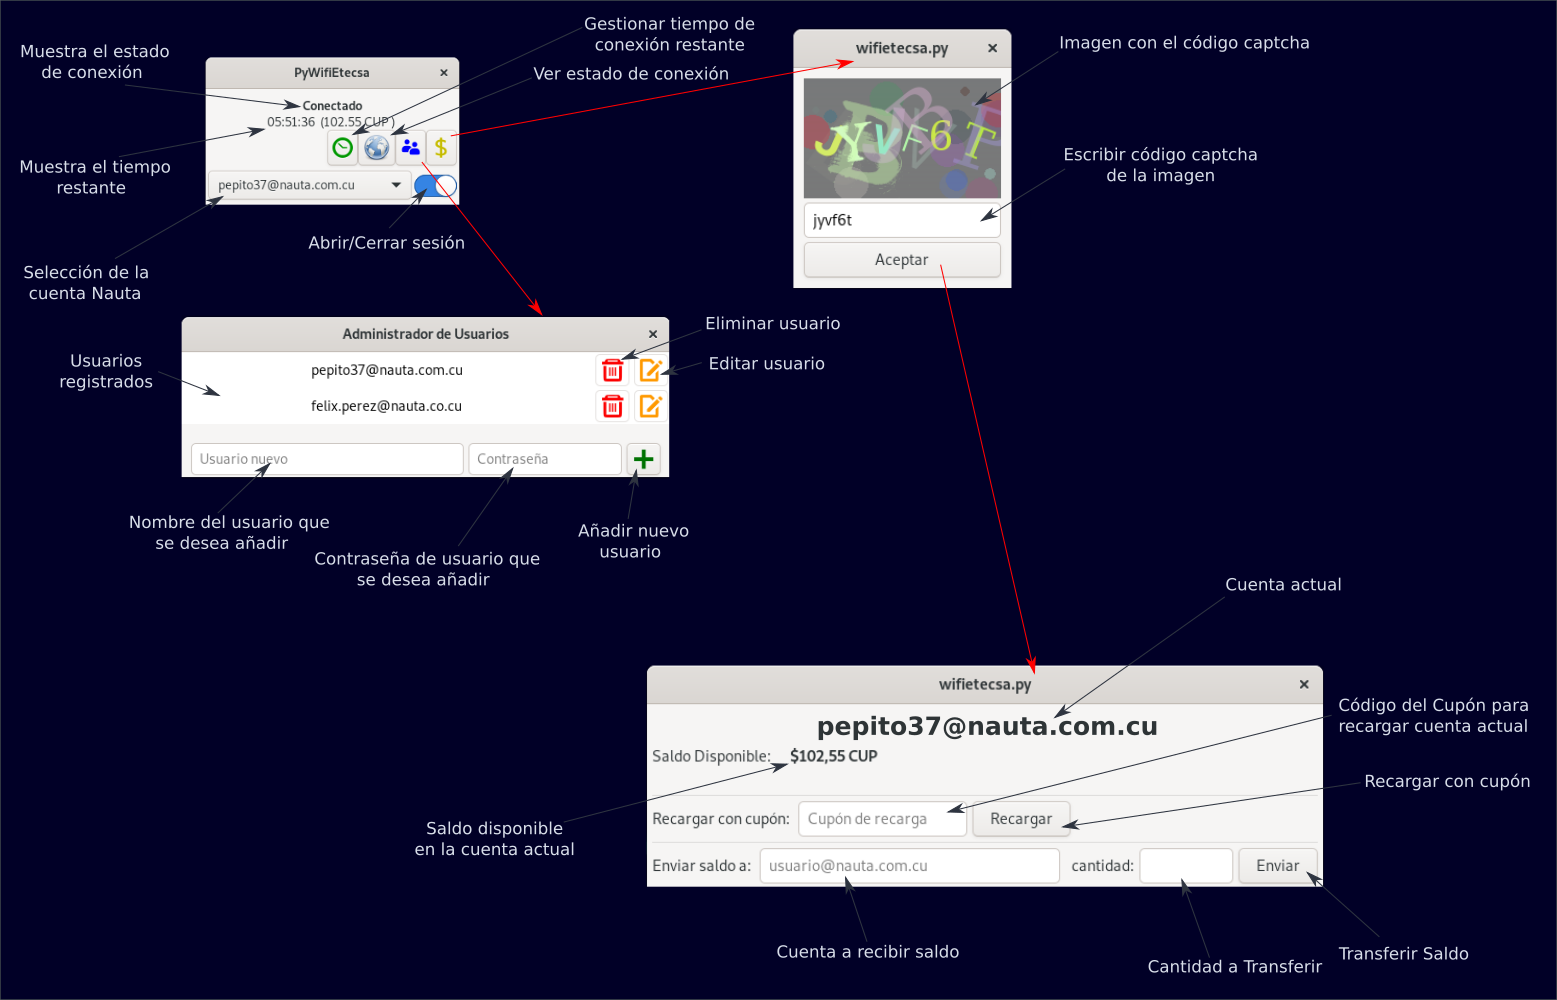 Gestionar tiempo de
conexión restante
Muestra el estado
de conexión
Ver estado de conexión
PyWifiEtecsa
Conectado
05:51:36 (102.55 CUP )
$
pepito37@nauta.com.cu
Muestra el tiempo
restante
Abrir/Cerrar sesión
Selección de la
cuenta Nauta
wifietecsa.py
Imagen con el código captcha
JYVF6T
Escribir código captcha
de la imagen
jyvf6t
Aceptar
Administrador de Usuarios
Eliminar usuario
Usuarios
registrados
pepito37@nauta.com.cu
Editar usuario
felix.perez@nauta.co.cu
Usuario nuevo
Contraseña
Nombre del usuario que
se desea añadir
Contraseña de usuario que
se desea añadir
Añadir nuevo
usuario
Cuenta actual
wifietecsa.py
pepito37@nauta.com.cu
Código del Cupón para
recargar cuenta actual
Saldo Disponible: $102,55 CUP
Recargar con cupón
Recargar con cupón: Cupón de recarga Recargar
Saldo disponible
en la cuenta actual
Enviar saldo a: usuario@nauta.com.cu cantidad: Enviar
Cuenta a recibir saldo
Cantidad a Transferir
Transferir Saldo